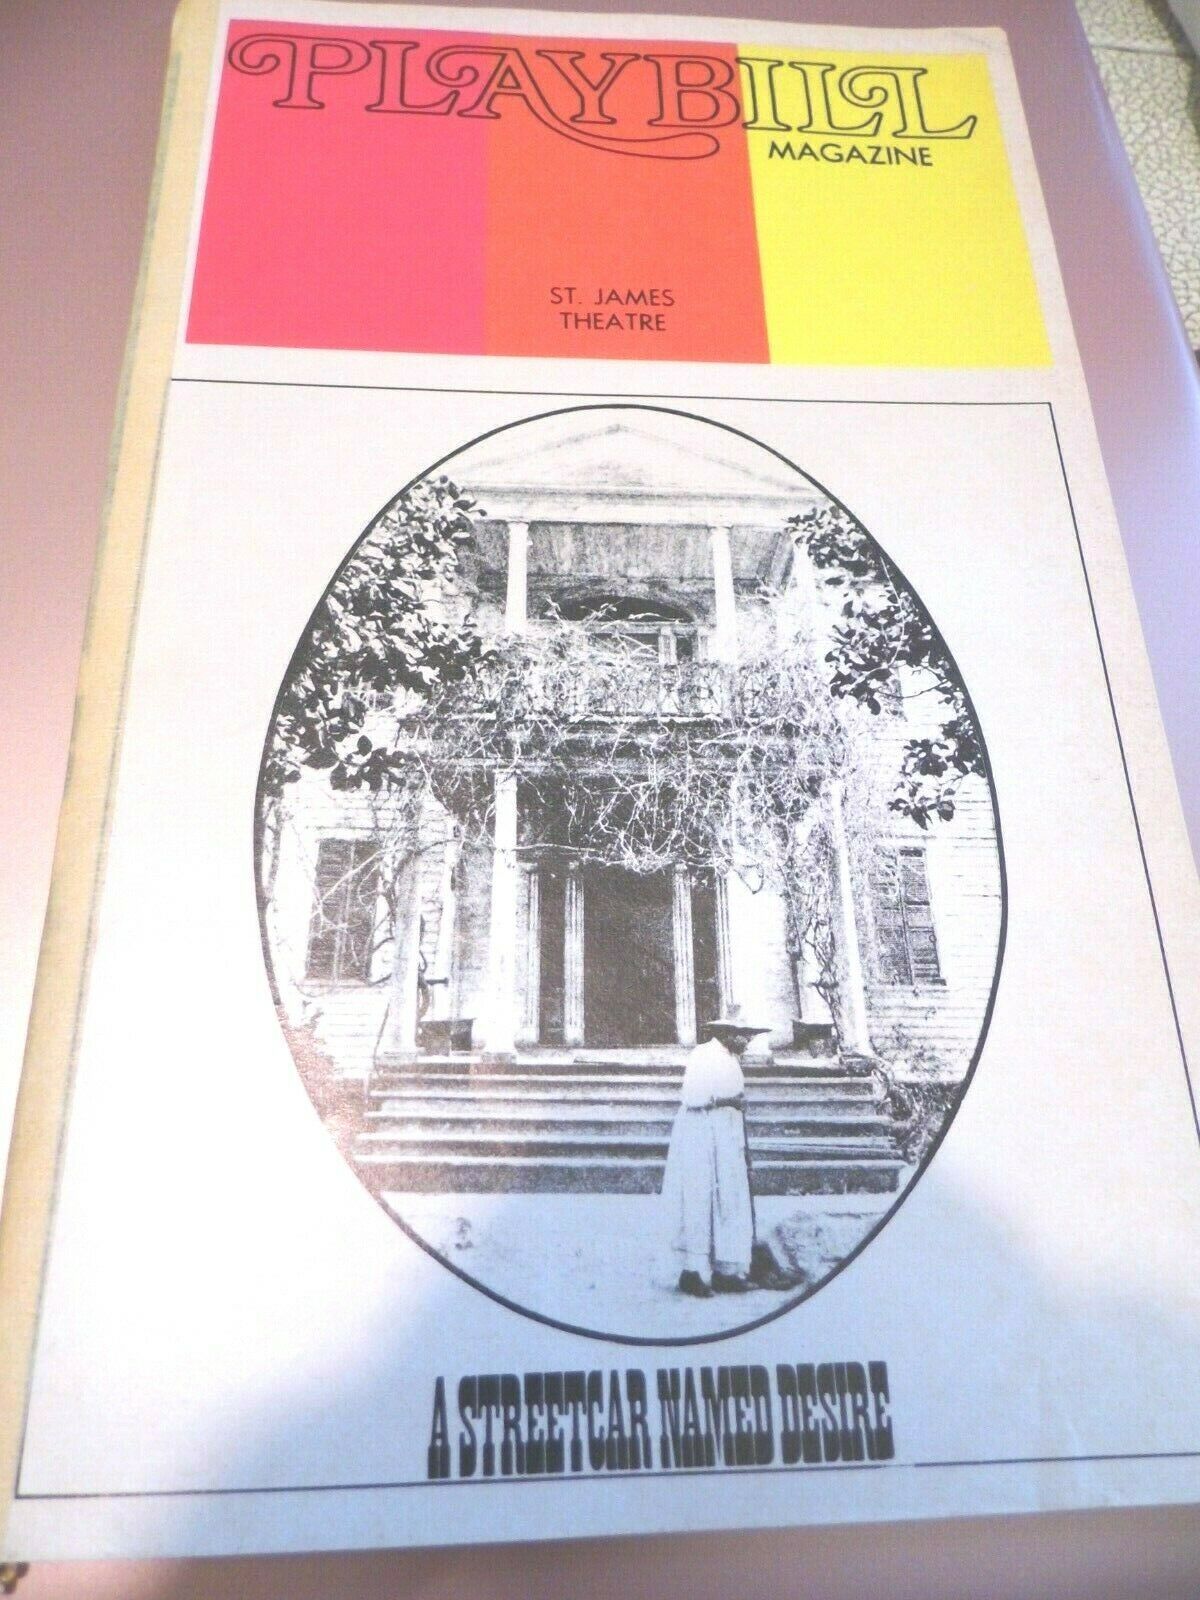 PLAYBILL
MAGAZINE
ST. JAMES
THEATRE
A STREETCAR NAMED DESIRE